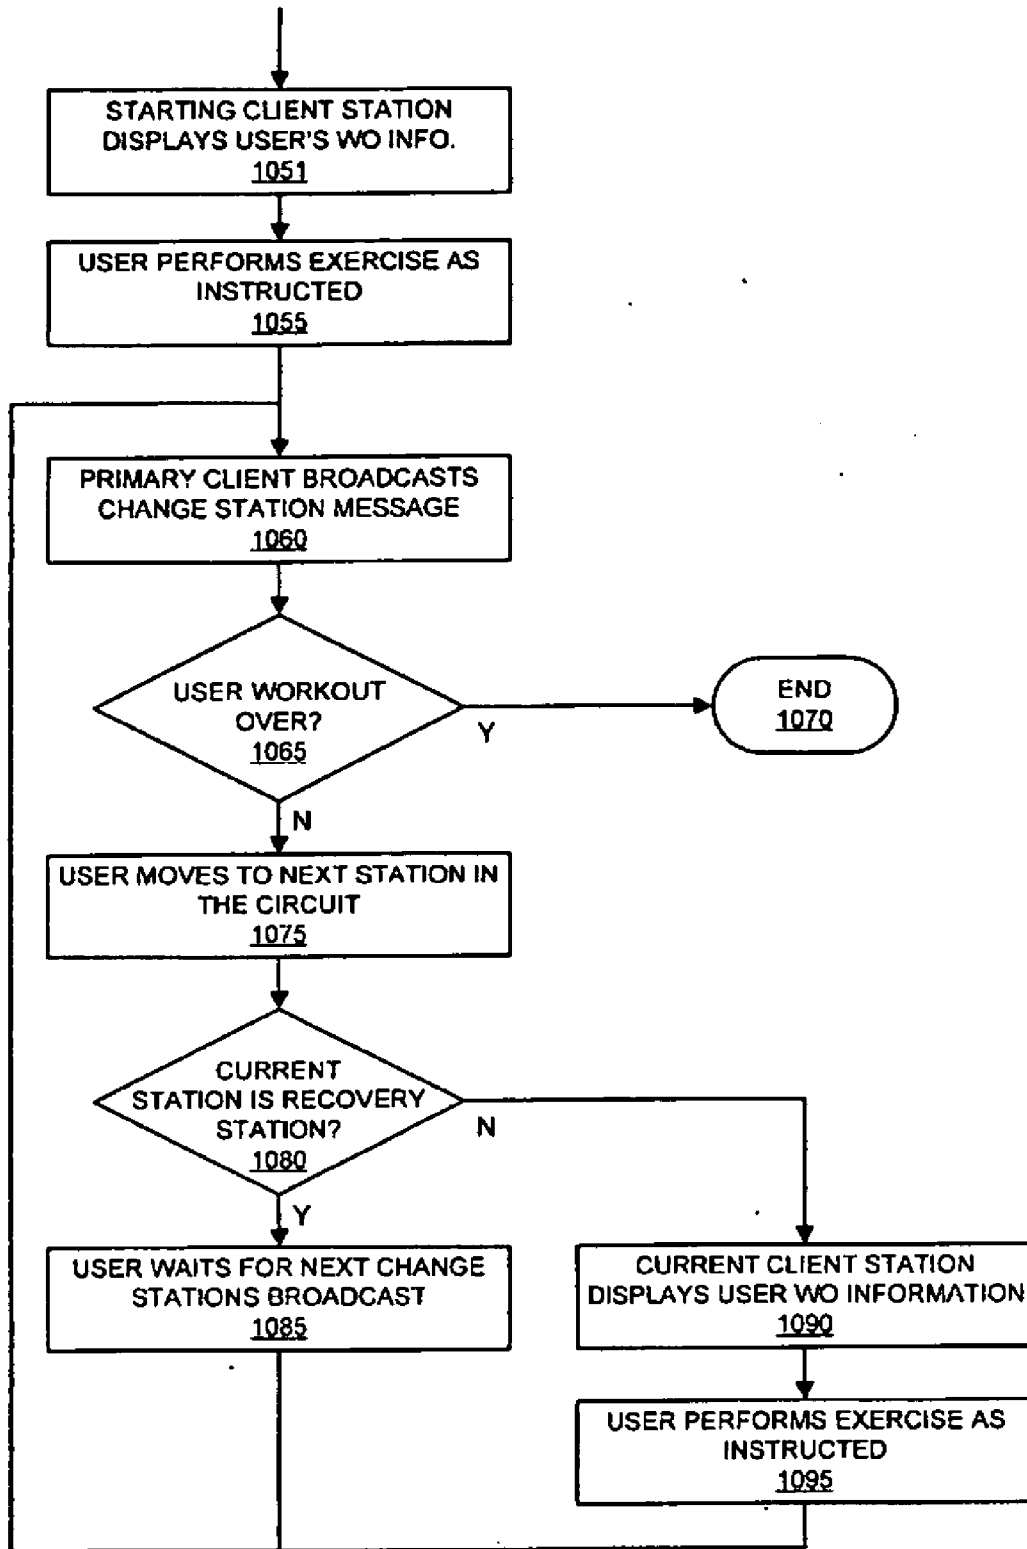 STARTING CLIENT STATION
DISPLAYS USER'S WO INFO.
1051
USER PERFORMS EXERCISE AS
INSTRUCTED
1055
PRIMARY CLIENT BROADCASTS
CHANGE STATION MESSAGE
1060
USER WORKOUT
OVER?
1065
Y
END
1070
N
USER MOVES TO NEXT STATION IN
THE CIRCUIT
1075
CURRENT
STATION IS RECOVERY
STATION?
1080
N
Y
USER WAITS FOR NEXT CHANGE
STATIONS BROADCAST
1085
CURRENT CLIENT STATION
DISPLAYS USER WO INFORMATION
1090
USER PERFORMS EXERCISE AS
INSTRUCTED
1095